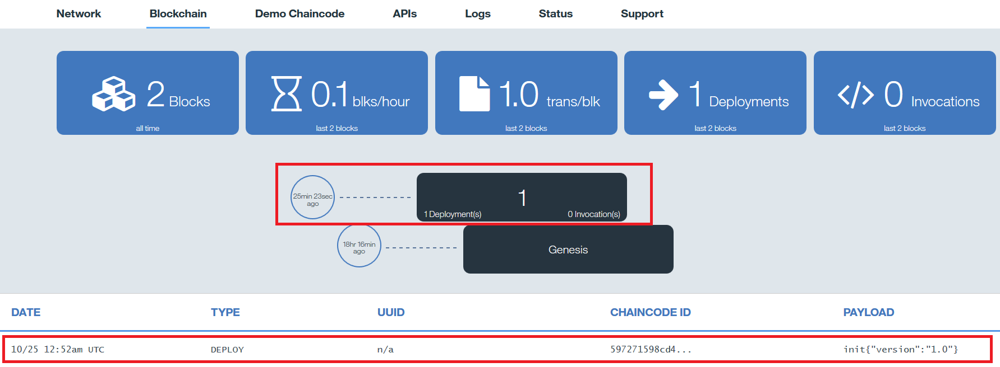 Network Blockchain Demo Chaincode APIs Logs Status Support
2 Blocks 0.1 blks/hour 1.0 trans/blk 1 Deployments </> 0 Invocations
all time last 2 blocks last 2 blocks last 2 blocks last 2 blocks
1
25min 23sec
ago
1 Deployment(s) 0 Invocation(s)
18hr 16min
ago
Genesis
DATE TYPE UUID CHAINCODE ID PAYLOAD
10/25 12:52am UTC DEPLOY n/a 597271598cd4... init{"version":"1.0"}